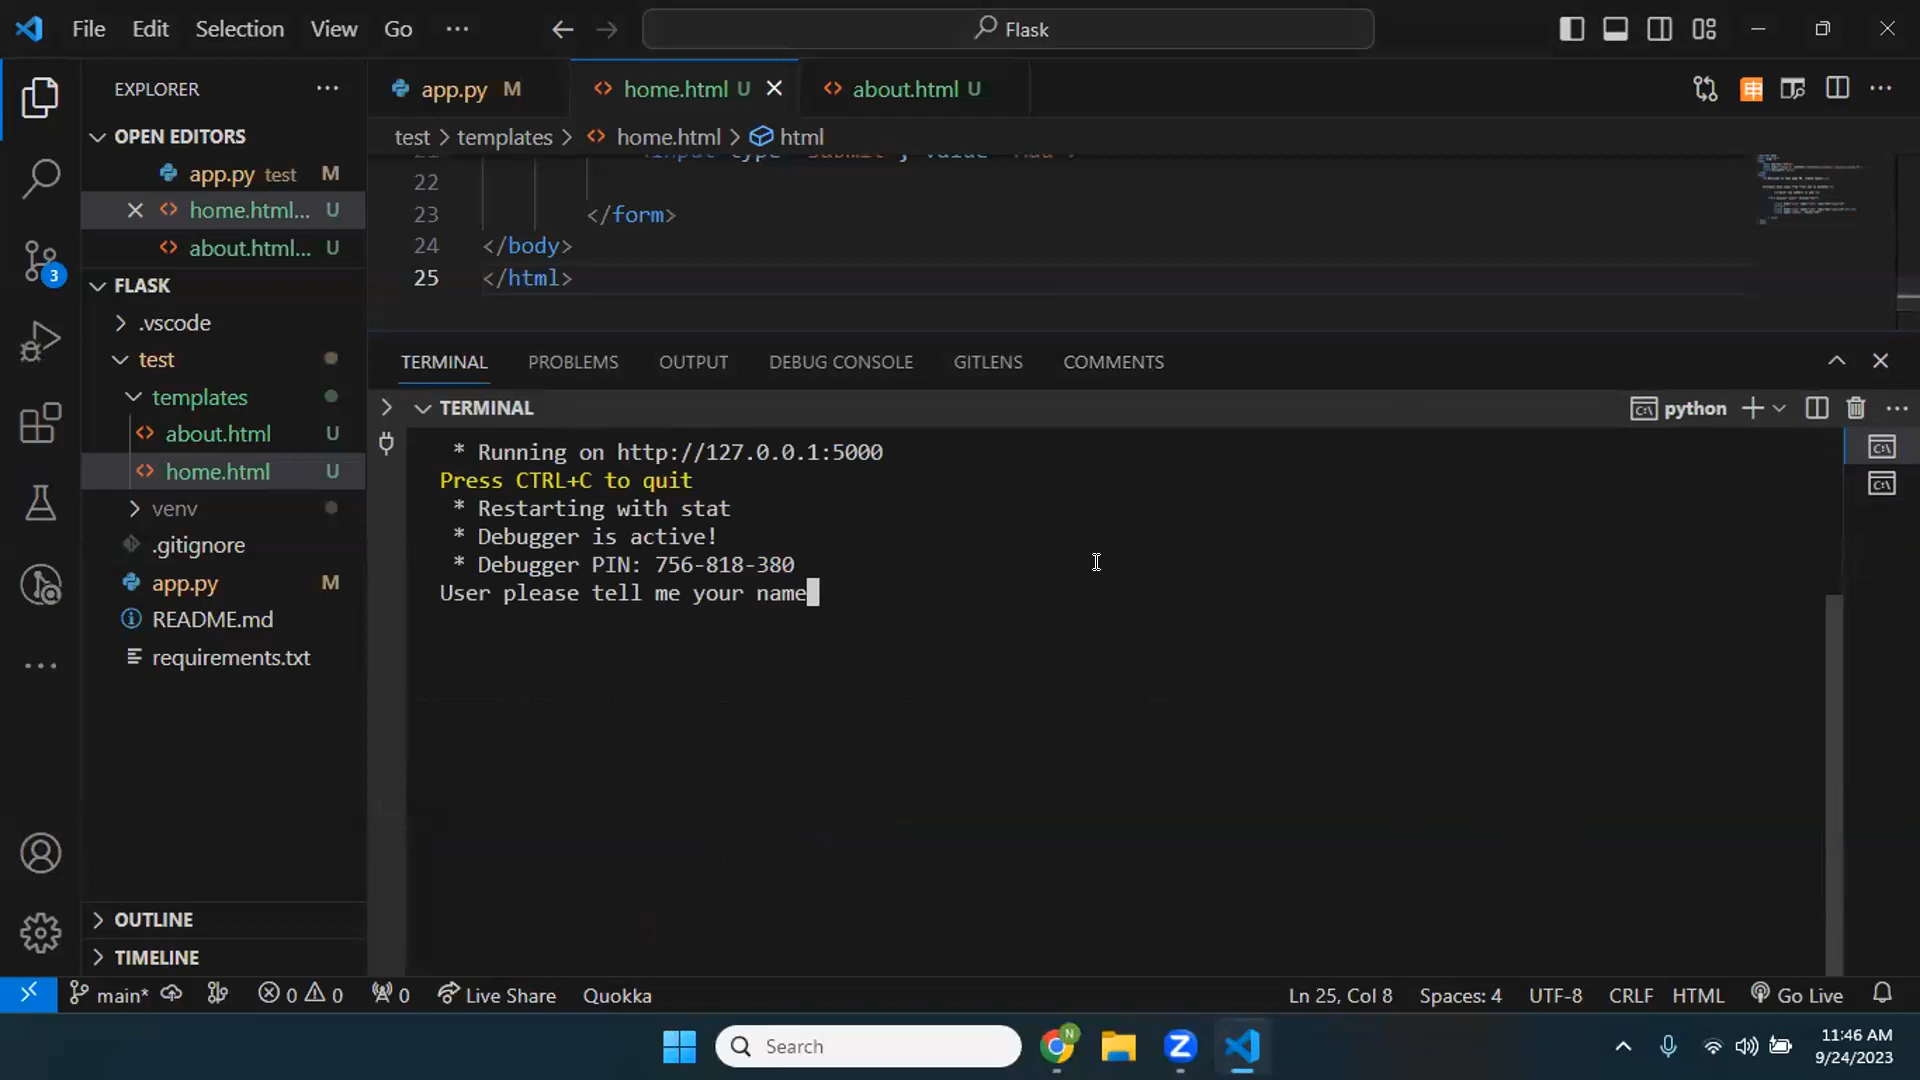 File Edit Selection View Go ··· Flask
EXPLORER ···
app.py M home.html U about.html U ···
OPEN EDITORS
test > templates > home.html > html
app.py test M
home.html... U
about.html... U
22
23 </form>
24 </body>
25 </html>
FLASK
.vscode
test
templates
about.html U
home.html U
venv
.gitignore
app.py M
README.md
requirements.txt
OUTLINE
TIMELINE
3
TERMINAL PROBLEMS OUTPUT DEBUG CONSOLE GITLENS COMMENTS
TERMINAL python
* Running on http://127.0.0.1:5000
Press CTRL+C to quit
* Restarting with stat
* Debugger is active!
* Debugger PIN: 756-818-380
User please tell me your name
main* 0 0 0 Live Share Quokka Ln 25, Col 8 Spaces: 4 UTF-8 CRLF HTML Go Live
Search
11:46 AM
9/24/2023